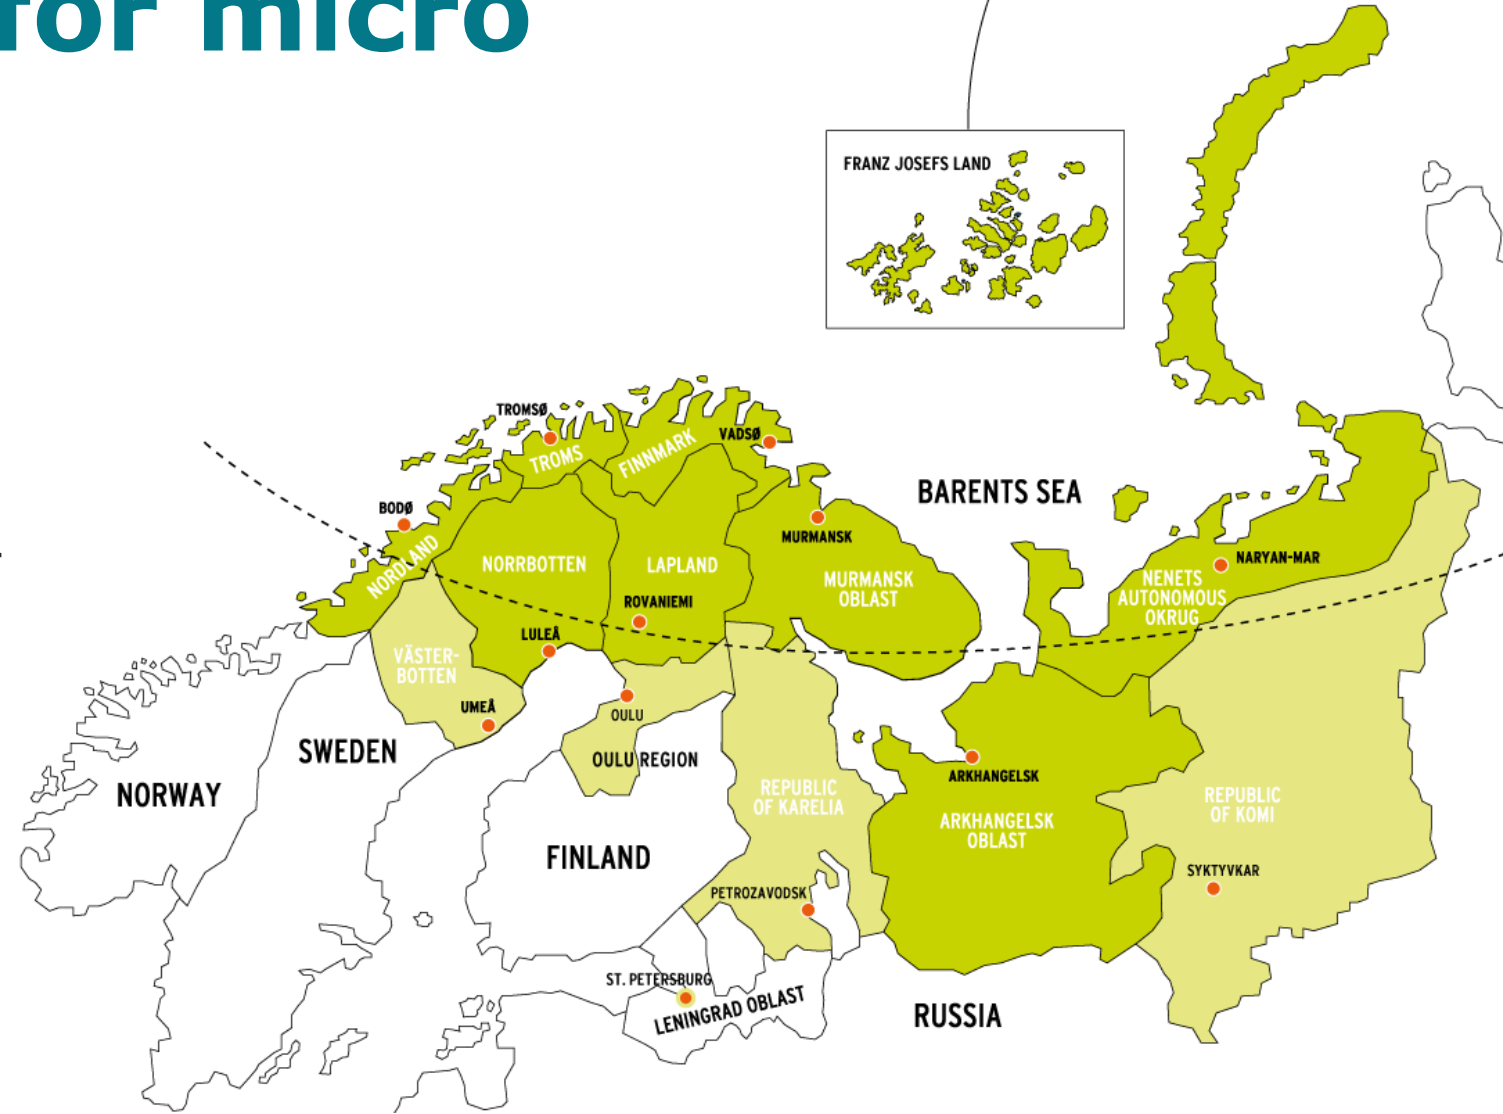 for micro
FRANZ JOSEFS LAND
TROMSØ
TROMS
FINNMARK
VADSØ
BARENTS SEA
BODØ
NORDLAND
NORRBOTTEN
LAPLAND
MURMANSK
MURMANSK
OBLAST
NARYAN-MAR
NENETS
AUTONOMOUS
OKRUG
ROVANIEMI
LULEÅ
VÄSTER-
BOTTEN
UMEÅ
OULU
OULU REGION
SWEDEN
NORWAY
FINLAND
REPUBLIC
OF KARELIA
ARKHANGELSK
ARKHANGELSK
OBLAST
REPUBLIC
OF KOMI
SYKTYVKAR
PETROZAVODSK
ST. PETERSBURG
LENINGRAD OBLAST
RUSSIA